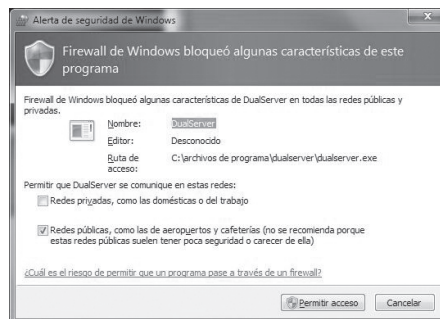 Alerta de seguridad de Windows
Firewall de Windows bloqueó algunas características de este
programa
Firewall de Windows bloqueó algunas características de DualServer en todas las redes públicas y
privadas.
Nombre: DualServer
Editor: Desconocido
Ruta de acceso: C:\archivos de programa\dualserver\dualserver.exe
Permitir que DualServer se comunique en estas redes:
Redes privadas, como las domésticas o del trabajo
Redes públicas, como las de aeropuertos y cafeterías (no se recomienda porque
estas redes públicas suelen tener poca seguridad o carecer de ella)
¿Cuál es el riesgo de permitir que un programa pase a través de un firewall?
Permitir acceso Cancelar